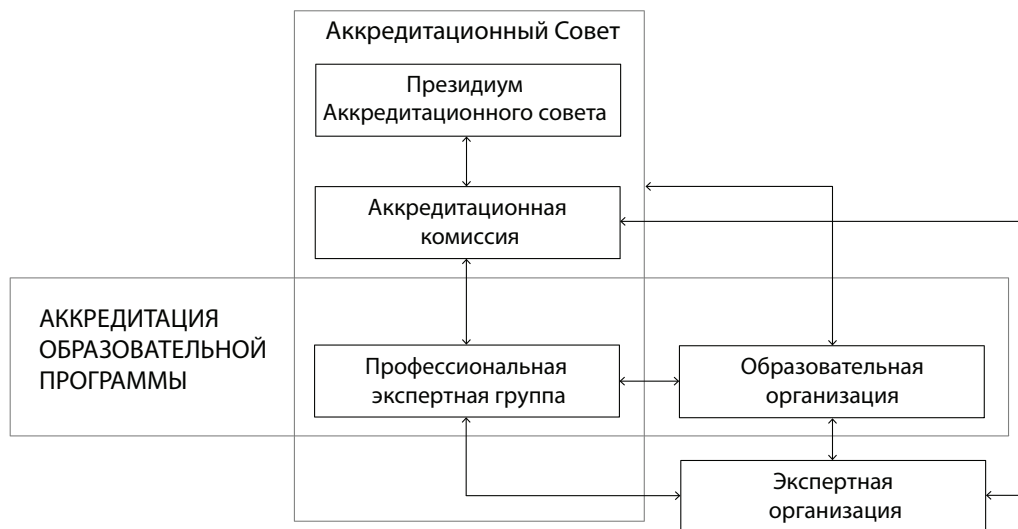 Аккредитационный Совет
Президиум
Аккредитационного совета
Аккредитационная
комиссия
АККРЕДИТАЦИЯ
ОБРАЗОВАТЕЛЬНОЙ
ПРОГРАММЫ
Профессиональная
экспертная группа
Образовательная
организация
Экспертная
организация